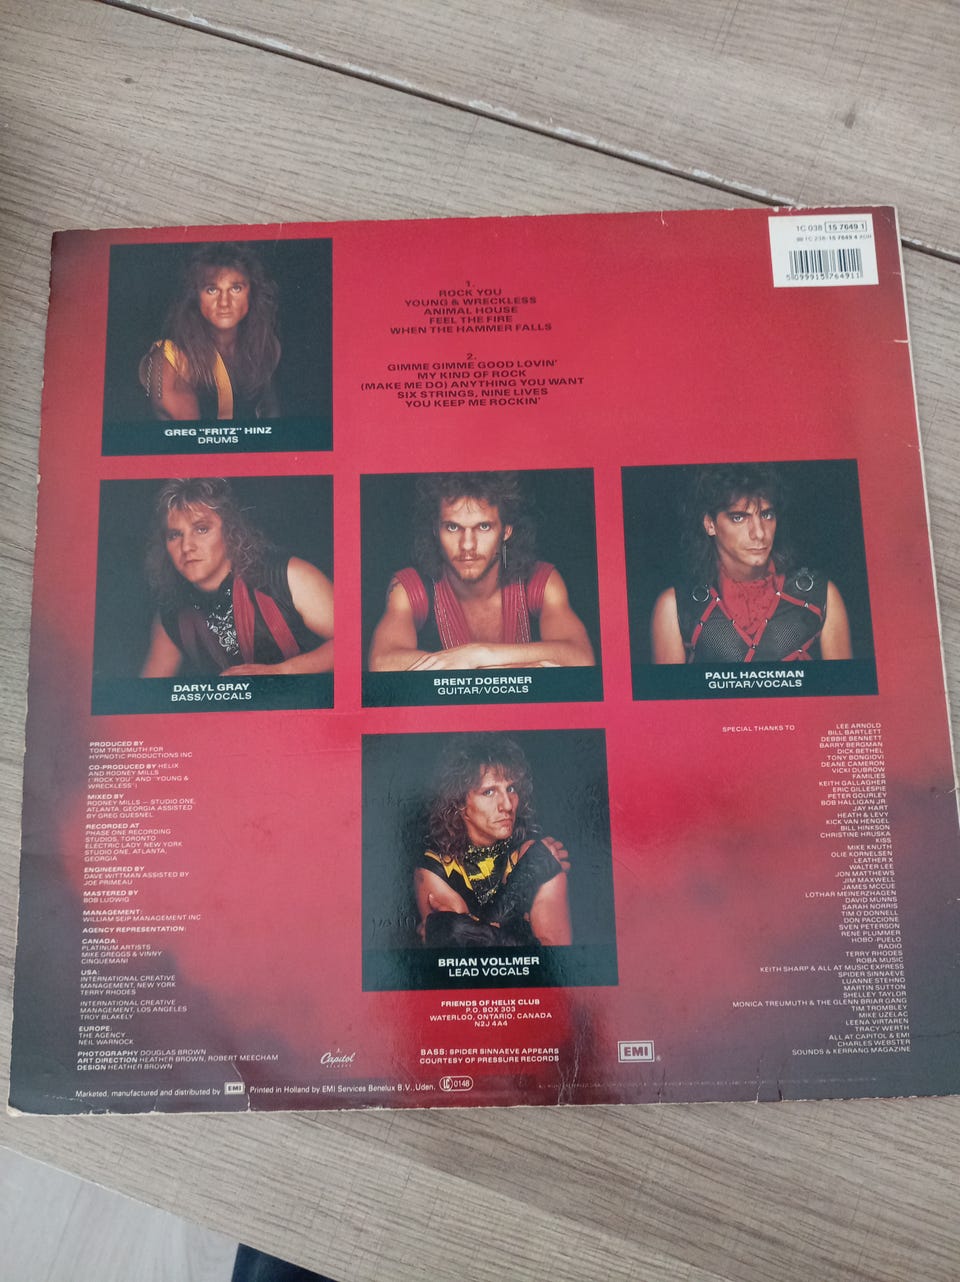 1C 038 15 7649 1
1C 238-15 7649 4
5 099915 764911
1.
ROCK YOU
YOUNG & WRECKLESS
ANIMAL HOUSE
FEEL THE FIRE
WHEN THE HAMMER FALLS
2.
GIMME GIMME GOOD LOVIN'
MY KIND OF ROCK
(MAKE ME DO) ANYTHING YOU WANT
SIX STRINGS, NINE LIVES
YOU KEEP ME ROCKIN'
GREG "FRITZ" HINZ
DRUMS
DARYL GRAY
BASS/VOCALS
BRENT DOERNER
GUITAR/VOCALS
PAUL HACKMAN
GUITAR/VOCALS
BRIAN VOLLMER
LEAD VOCALS
PRODUCED BY
TOM TREUMUTH FOR
HYPNOTIC PRODUCTIONS INC
CO-PRODUCED BY HELIX
AND RODNEY MILLS
('ROCK YOU' AND 'YOUNG &
WRECKLESS')
MIXED BY
RODNEY MILLS — STUDIO ONE,
ATLANTA, GEORGIA ASSISTED
BY GREG QUESNEL
RECORDED AT
PHASE ONE RECORDING
STUDIOS, TORONTO
ELECTRIC LADY NEW YORK
STUDIO ONE, ATLANTA,
GEORGIA
ENGINEERED BY
DAVE WITTMAN ASSISTED BY
JOE PRIMEAU
MASTERED BY
BOB LUDWIG
MANAGEMENT:
WILLIAM SEIP MANAGEMENT INC
AGENCY REPRESENTATION:
CANADA:
PLATINUM ARTISTS
MIKE GREGGS & VINNY
CINQUEMANI
USA:
INTERNATIONAL CREATIVE
MANAGEMENT, NEW YORK
TERRY RHODES
INTERNATIONAL CREATIVE
MANAGEMENT, LOS ANGELES
TROY BLAKELY
EUROPE:
THE AGENCY
NEIL WARNOCK
PHOTOGRAPHY DOUGLAS BROWN
ART DIRECTION HEATHER BROWN, ROBERT MEECHAM
DESIGN HEATHER BROWN
Capitol
RECORDS
FRIENDS OF HELIX CLUB
P.O. BOX 303
WATERLOO, ONTARIO, CANADA
N2J 4A4
BASS: SPIDER SINNAEVE APPEARS
COURTESY OF PRESSURE RECORDS
EMI
SPECIAL THANKS TO LEE ARNOLD
BILL BARTLETT
DEBBIE BENNETT
BARRY BERGMAN
DICK BETHEL
TONY BONGIOVI
DEANE CAMERON
VICKI DUBROW
FAMILIES
KEITH GALLAGHER
ERIC GILLESPIE
PETER GOURLEY
BOB HALLIGAN JR.
JAY HART
HEATH & LEVY
KICK VAN HENGEL
BILL HINKSON
CHRISTINE HRUSKA
KISS
MIKE KNUTH
OLIE KORNELSEN
LEATHER X
WALTER LEE
JON MATTHEWS
JIM MAXWELL
JAMES MCCUE
LOTHAR MEINERZHAGEN
DAVID MUNNS
SARAH NORRIS
TIM O'DONNELL
DON PACCIONE
SVEN PETERSON
RENE PLUMMER
HOBO-PUELO
RADIO
TERRY RHODES
ROBA MUSIC
KEITH SHARP & ALL AT MUSIC EXPRESS
SPIDER SINNAEVE
LUANNE STEHNO
MARTIN SUTTON
SHELLEY TAYLOR
MONICA TREUMUTH & THE GLENN BRIAR GANG
TIM TROMBLEY
MIKE UZELAC
LEENA VIRTAREN
TRACY WERTH
ALL AT CAPITOL & EMI
CHARLES WEBSTER
SOUNDS & KERRANG MAGAZINE
Marketed, manufactured and distributed by EMI Printed in Holland by EMI Services Benelux B.V., Uden. LC 0148